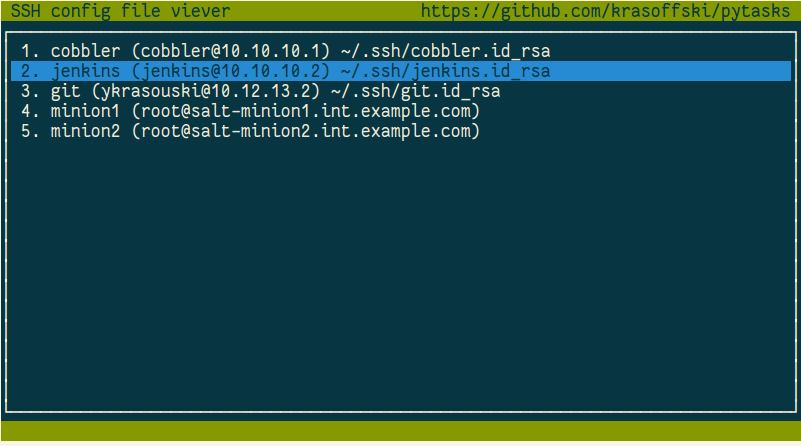 SSH config file viever https://github.com/krasoffski/pytasks
1. cobbler (cobbler@10.10.10.1) ~/.ssh/cobbler.id_rsa
2. jenkins (jenkins@10.10.10.2) ~/.ssh/jenkins.id_rsa
3. git (ykrasouski@10.12.13.2) ~/.ssh/git.id_rsa
4. minion1 (root@salt-minion1.int.example.com)
5. minion2 (root@salt-minion2.int.example.com)